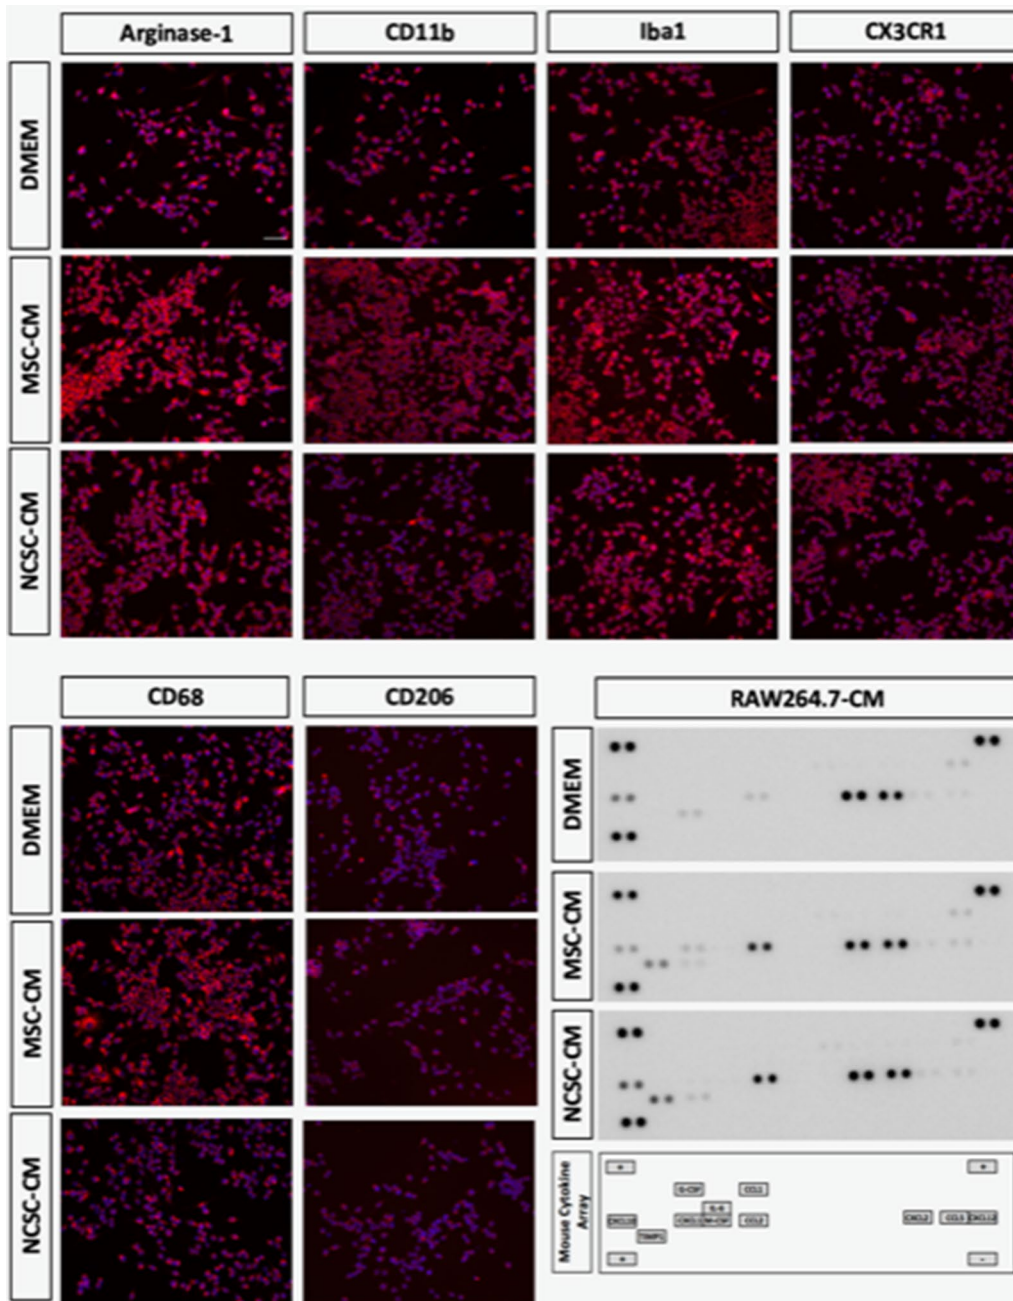 Arginase-1 CD11b Iba1 CX3CR1
DMEM
MSC-CM
NCSC-CM
CD68 CD206 RAW264.7-CM
DMEM DMEM
MSC-CM MSC-CM
NCSC-CM NCSC-CM
Mouse Cytokine
Array
+ +
G-CSF CCL1
IL-6
CXCL10 CXCL1 M-CSF CCL2 CXCL2 CCL5 CXCL12
TIMP1
+ -